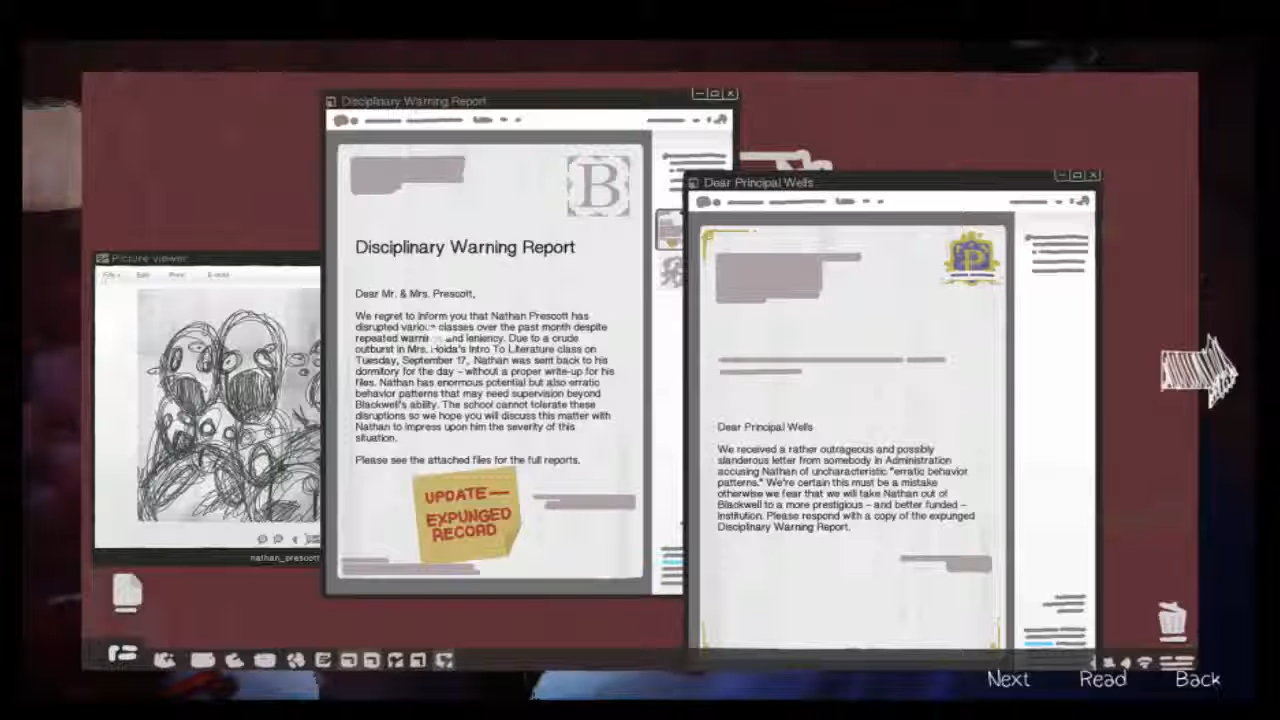 Picture viewer
File
Edit
nathan_prescott
Disciplinary Warning Report
B
Disciplinary Warning Report
Dear Mr. & Mrs. Prescott,
We regret to inform you that Nathan Prescott has
disrupted various classes over the past month despite
repeated and leniency. Due to a crude
outburst in Mrs. Hoida's Intro To Literature class on
Tuesday, September 17, Nathan was sent back to his
dormitory for the day – without a proper write-up for his
files. Nathan has enormous potential but also erratic
behavior patterns that may need supervision beyond
Blackwell's ability. The school cannot tolerate these
disruptions so we hope you will discuss this matter with
Nathan to impress upon him the severity of this
situation.
Please see the attached files for the full reports.
UPDATE —
EXPUNGED
RECORD
Dear Principal Wells
P
Dear Principal Wells
We received a rather outrageous and possibly
slanderous letter from somebody in Administration
accusing Nathan of uncharacteristic "erratic behavior
patterns." We're certain this must be a mistake
otherwise we fear that we will take Nathan out of
Blackwell to a more prestigious – and better funded –
institution. Please respond with a copy of the expunged
Disciplinary Warning Report.
Next
Read
Back